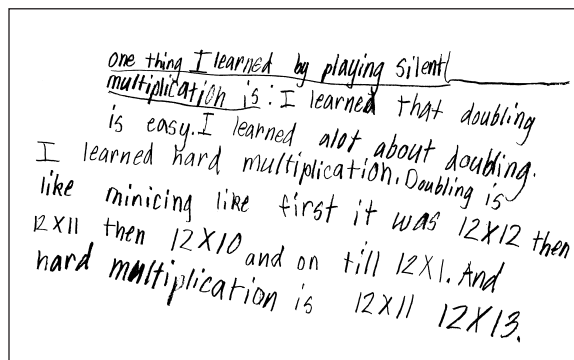 one thing I learned by playing silent
multiplication is: I learned that doubling
is easy. I learned alot about doubling.
I learned hard multiplication. Doubling is
like minicing like first it was 12X12 then
12X11 then 12X10 and on till 12X1. And
hard multiplication is 12X11 12X13.